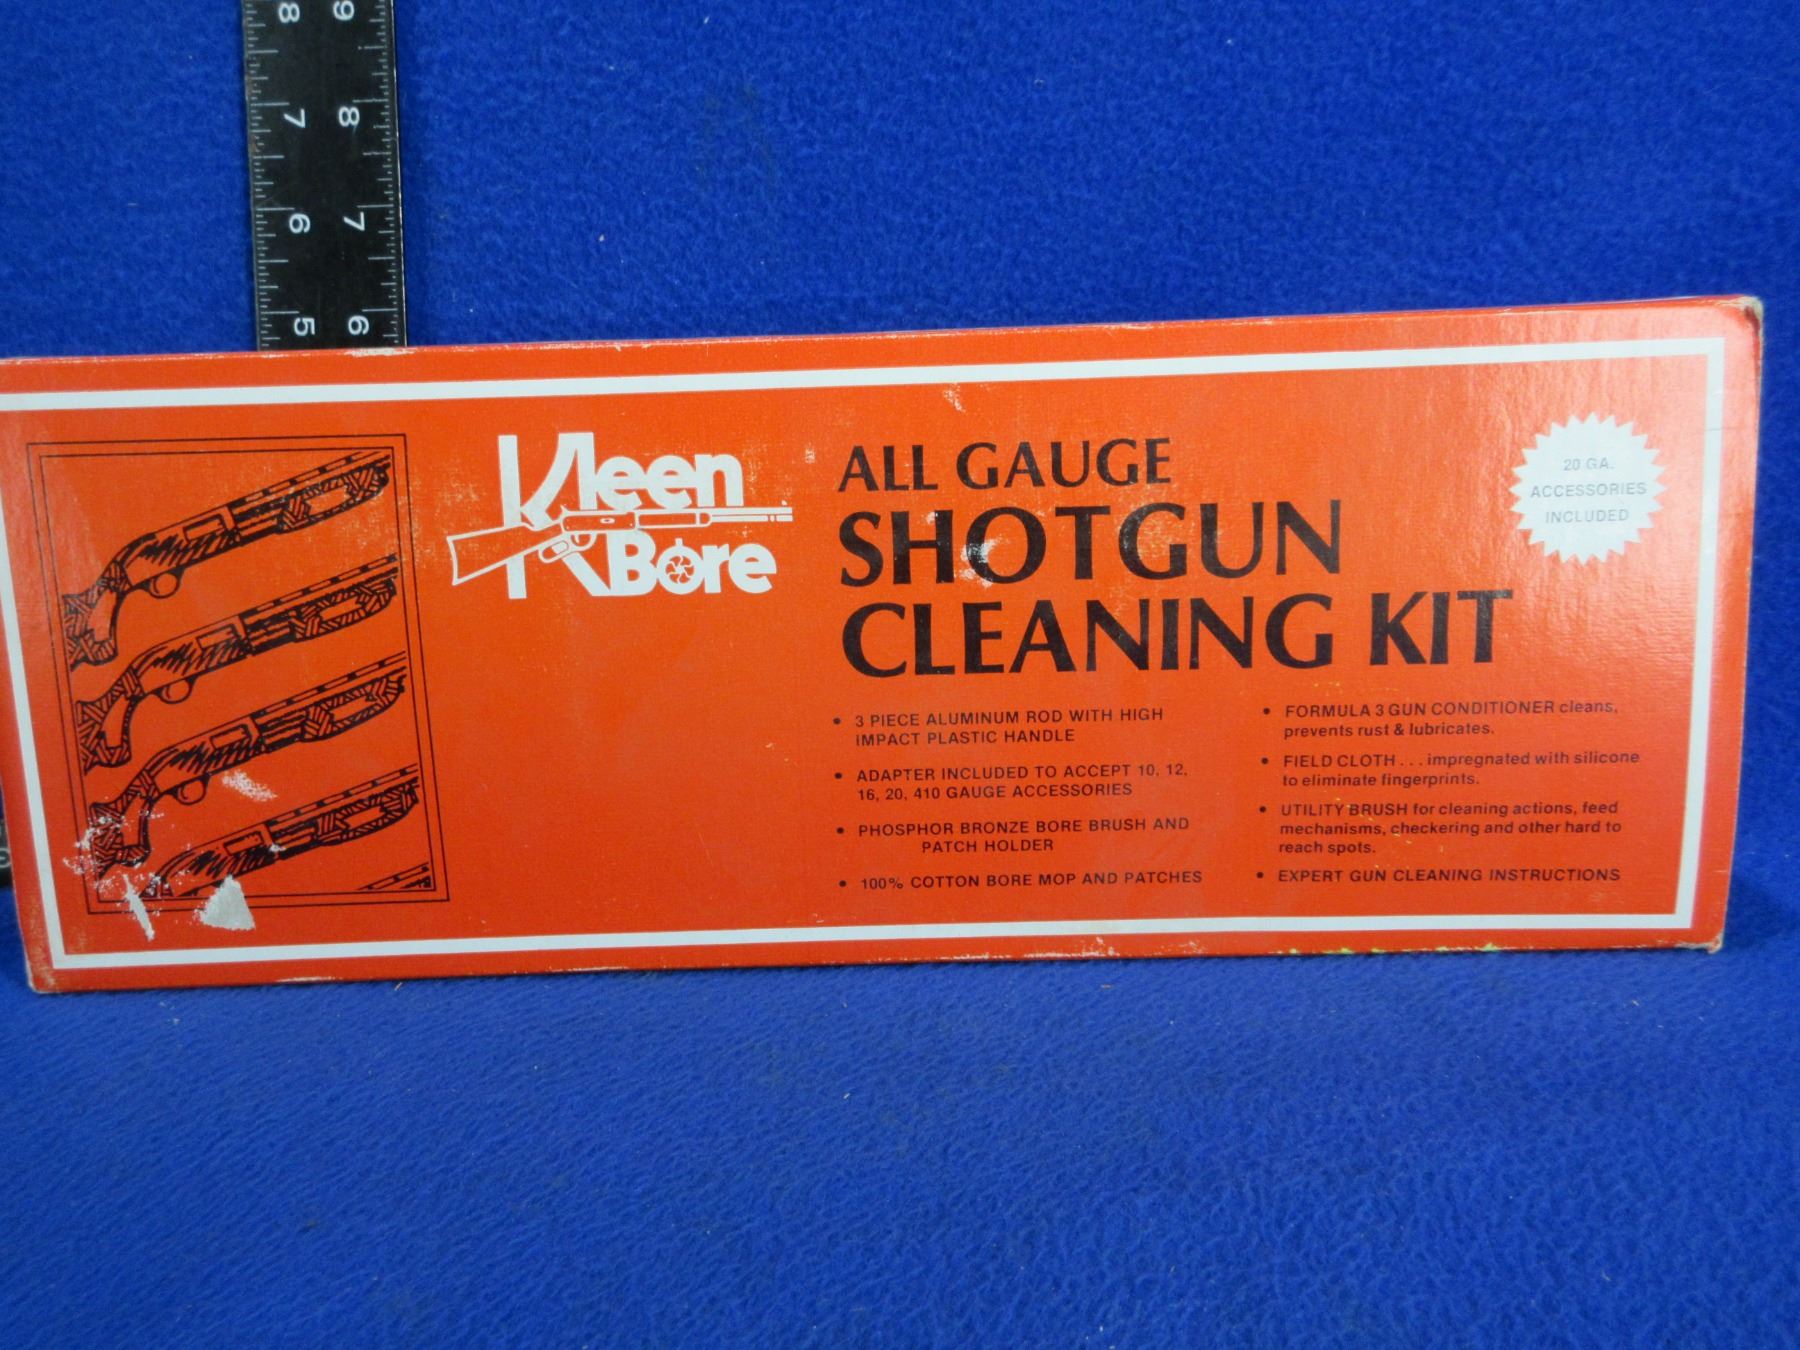 8 9
7 8
6 7
5 6
Kleen
Bore
ALL GAUGE
SHOTGUN
CLEANING KIT
20 GA.
ACCESSORIES
INCLUDED
• 3 PIECE ALUMINUM ROD WITH HIGH
IMPACT PLASTIC HANDLE
• ADAPTER INCLUDED TO ACCEPT 10, 12,
16, 20, 410 GAUGE ACCESSORIES
• PHOSPHOR BRONZE BORE BRUSH AND
PATCH HOLDER
• 100% COTTON BORE MOP AND PATCHES
• FORMULA 3 GUN CONDITIONER cleans,
prevents rust & lubricates.
• FIELD CLOTH . . . impregnated with silicone
to eliminate fingerprints.
• UTILITY BRUSH for cleaning actions, feed
mechanisms, checkering and other hard to
reach spots.
• EXPERT GUN CLEANING INSTRUCTIONS